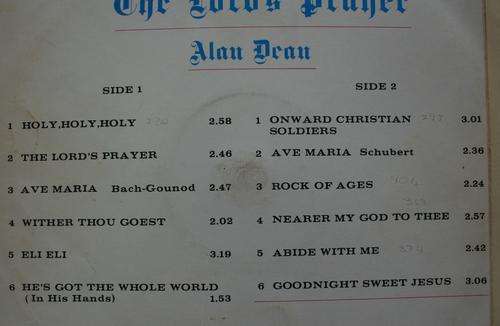 The Lord's Prayer
Alan Dean
SIDE 1
1 HOLY,HOLY,HOLY 2.58
2 THE LORD'S PRAYER 2.46
3 AVE MARIA Bach-Gounod 2.47
4 WITHER THOU GOEST 2.02
5 ELI ELI 3.19
6 HE'S GOT THE WHOLE WORLD
(In His Hands) 1.53
SIDE 2
1 ONWARD CHRISTIAN 3.01
SOLDIERS
2 AVE MARIA Schubert 2.36
3 ROCK OF AGES 2.24
4 NEARER MY GOD TO THEE 2.57
5 ABIDE WITH ME 2.42
6 GOODNIGHT SWEET JESUS 3.06